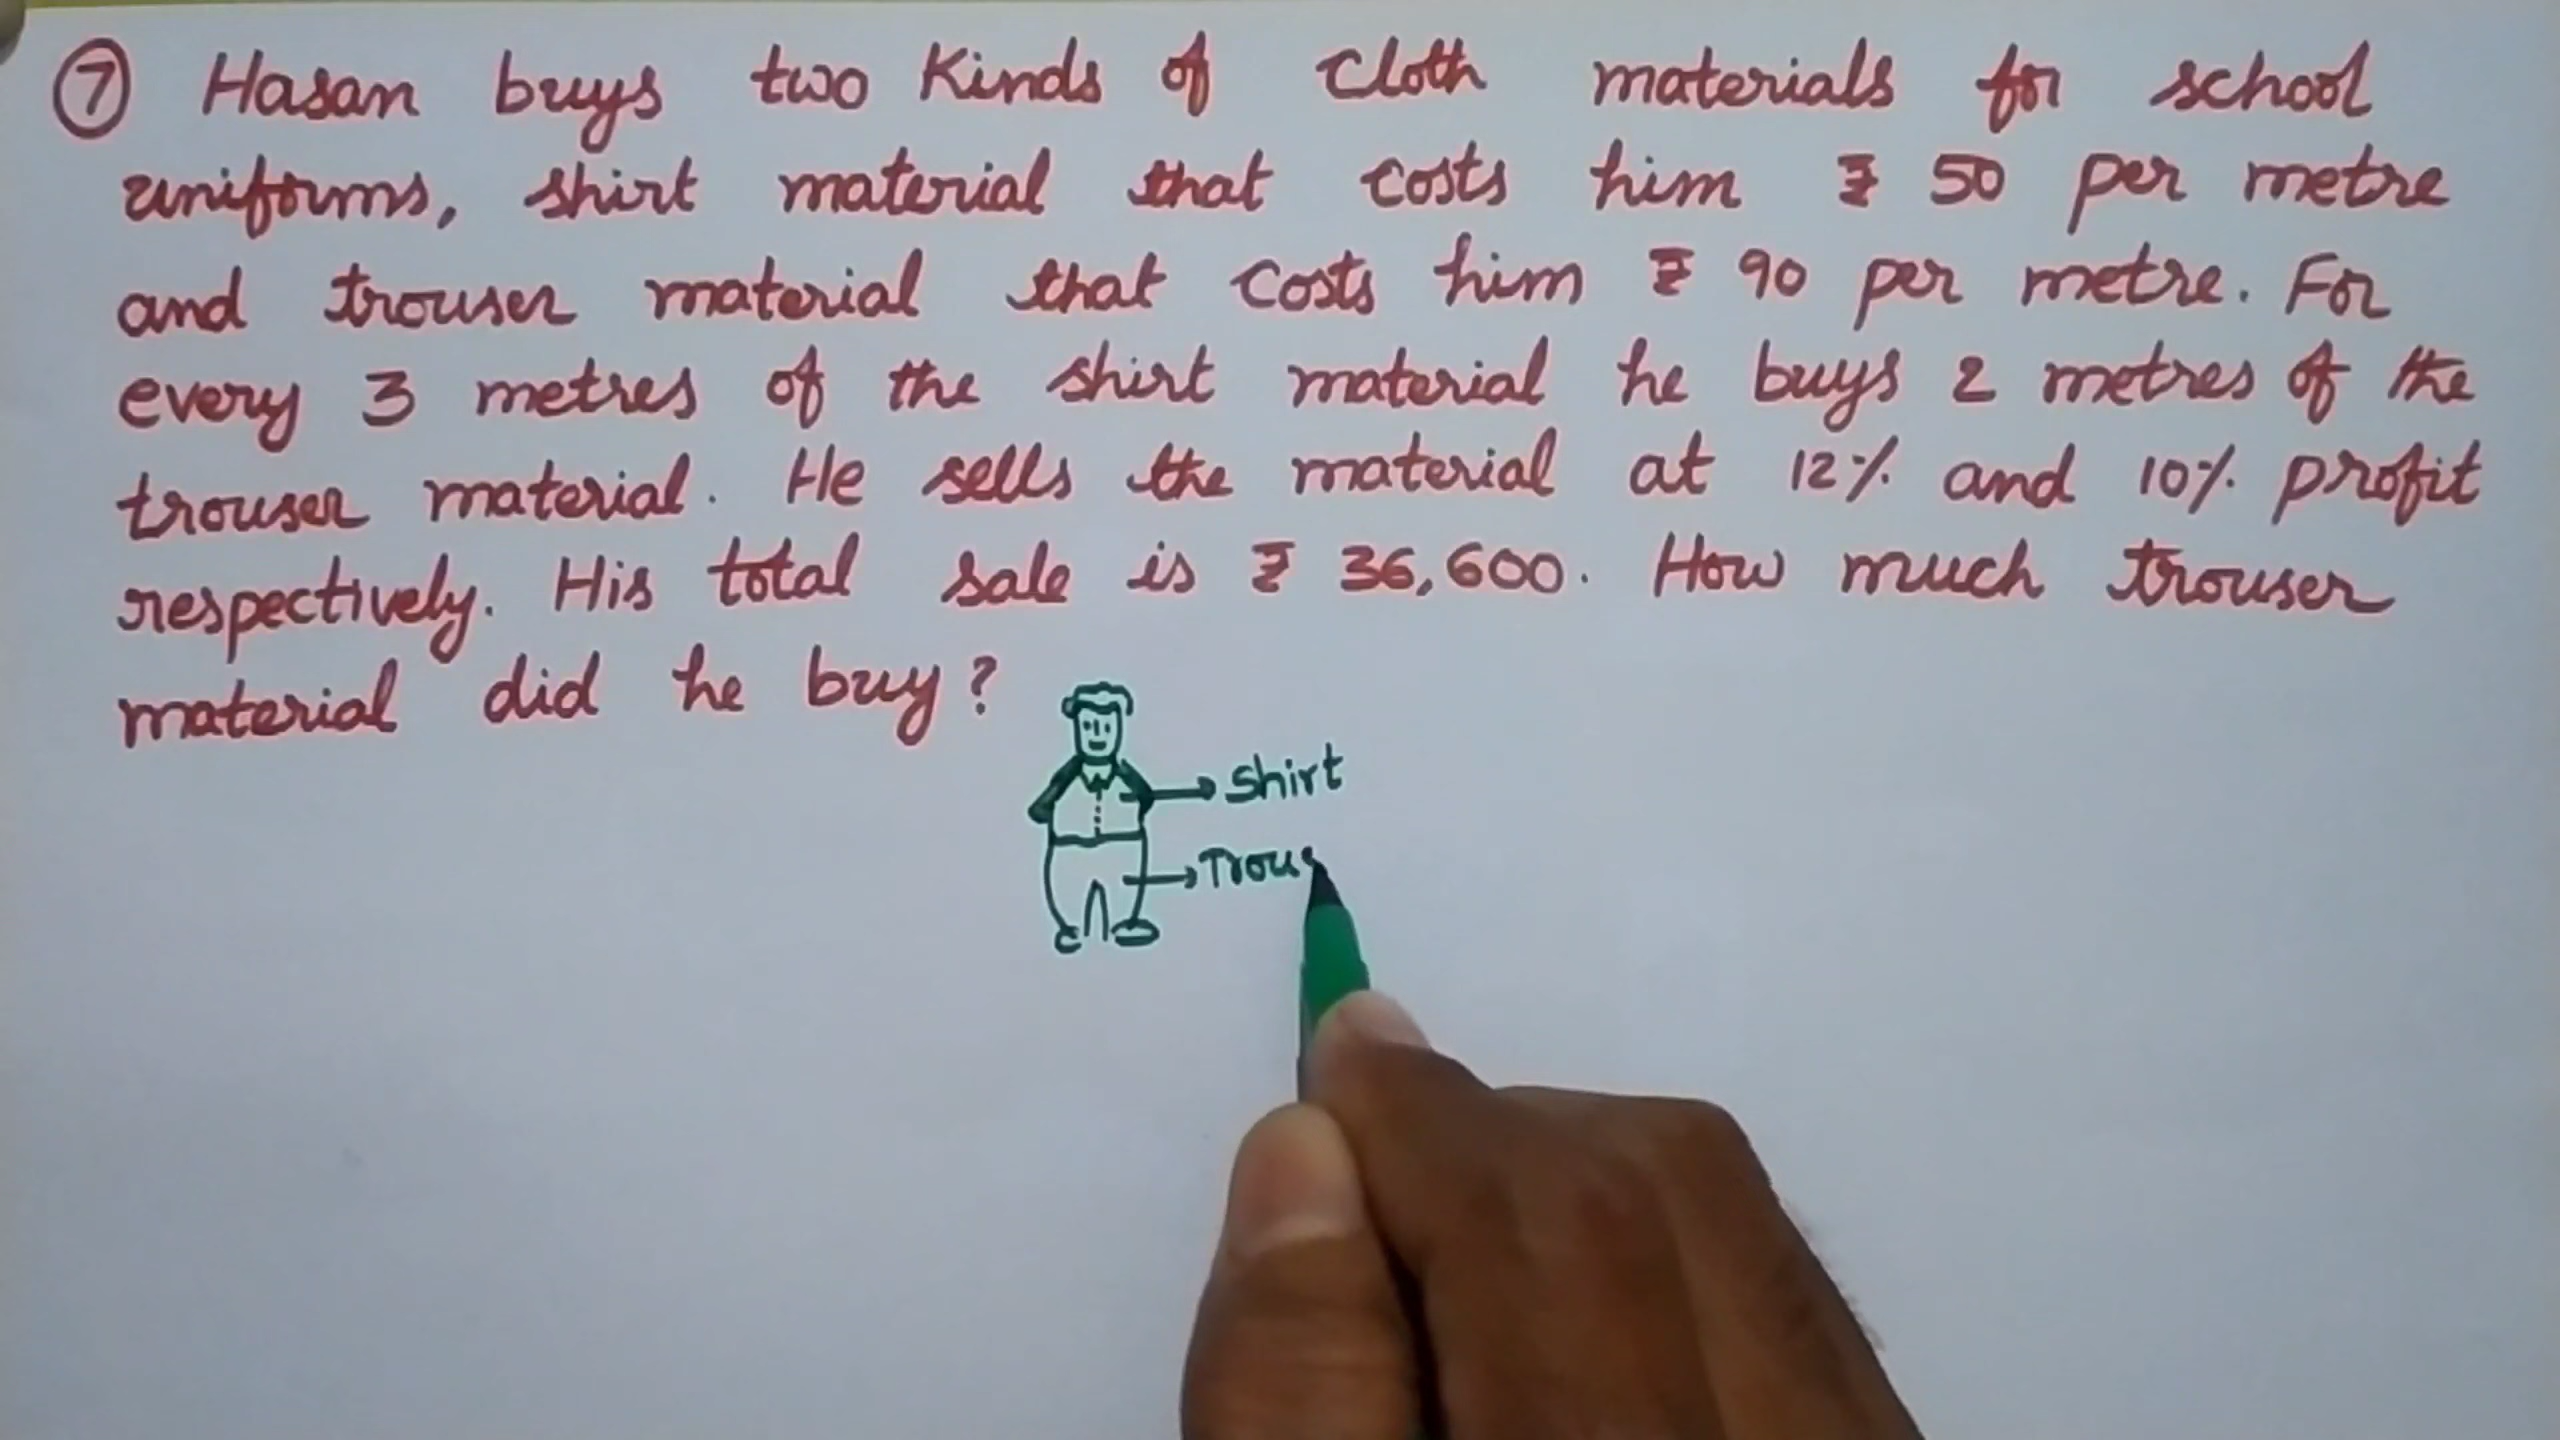 7 Hasan buys two Kinds of Cloth materials for school
uniforms, shirt material that costs him ₹ 50 per metre
and trouser material that costs him ₹ 90 per metre. For
every 3 metres of the shirt material he buys 2 metres of the
trouser material. He sells the material at 12% and 10% profit
respectively. His total sale is ₹ 36,600. How much trouser
material did he buy?
Shirt
Trous